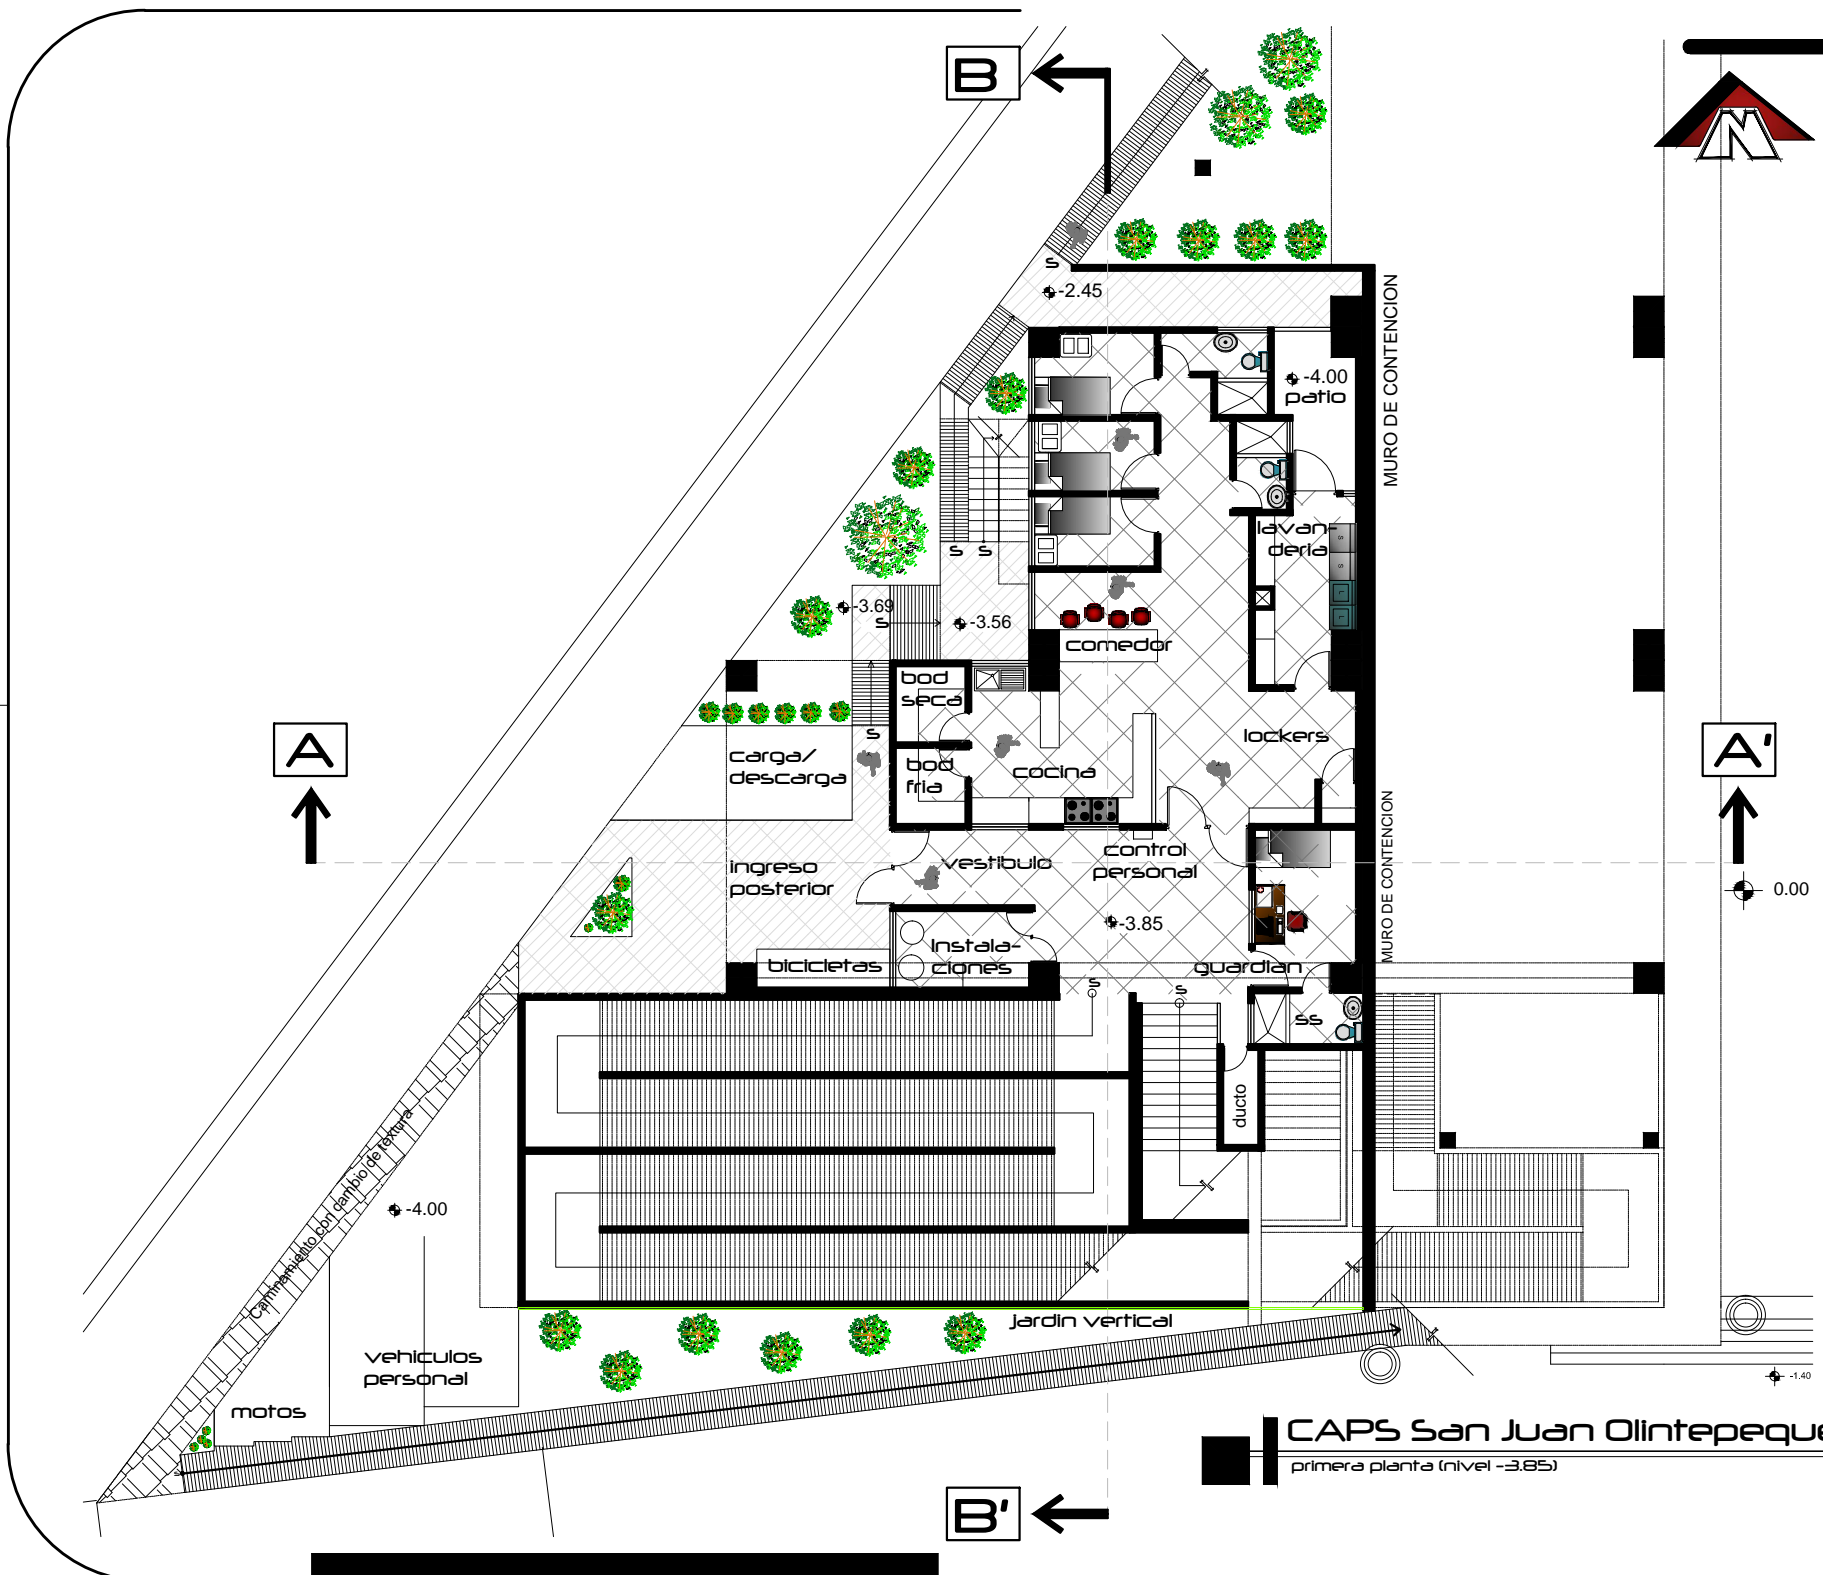 B
N
S
-2.45
MURO DE CONTENCION
-4.00
patio
lavan-
deria
S
S
L
L
S
S
-3.69
S
-3.56
comedor
bod
seca
A
S
lockers
A'
carga/
descarga
bod
fria
cocina
MURO DE CONTENCION
ingreso
posterior
vestibulo
control
personal
0.00
-3.85
Instala-
ciones
bicicletas
guardian
S
S
ss
ducto
Caminamiento con cambio de textura
-4.00
jardin vertical
vehiculos
personal
-1.40
motos
CAPS San Juan Olintepeque
primera planta (nivel -3.85)
B'